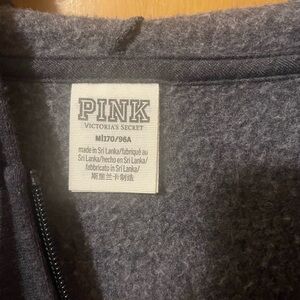 PINK
VICTORIA'S SECRET
M|170/96A
made in Sri Lanka/fabriqué au
Sri Lanka/hecho en Sri Lanka/
fabbricato in Sri Lanka/
斯里兰卡制造